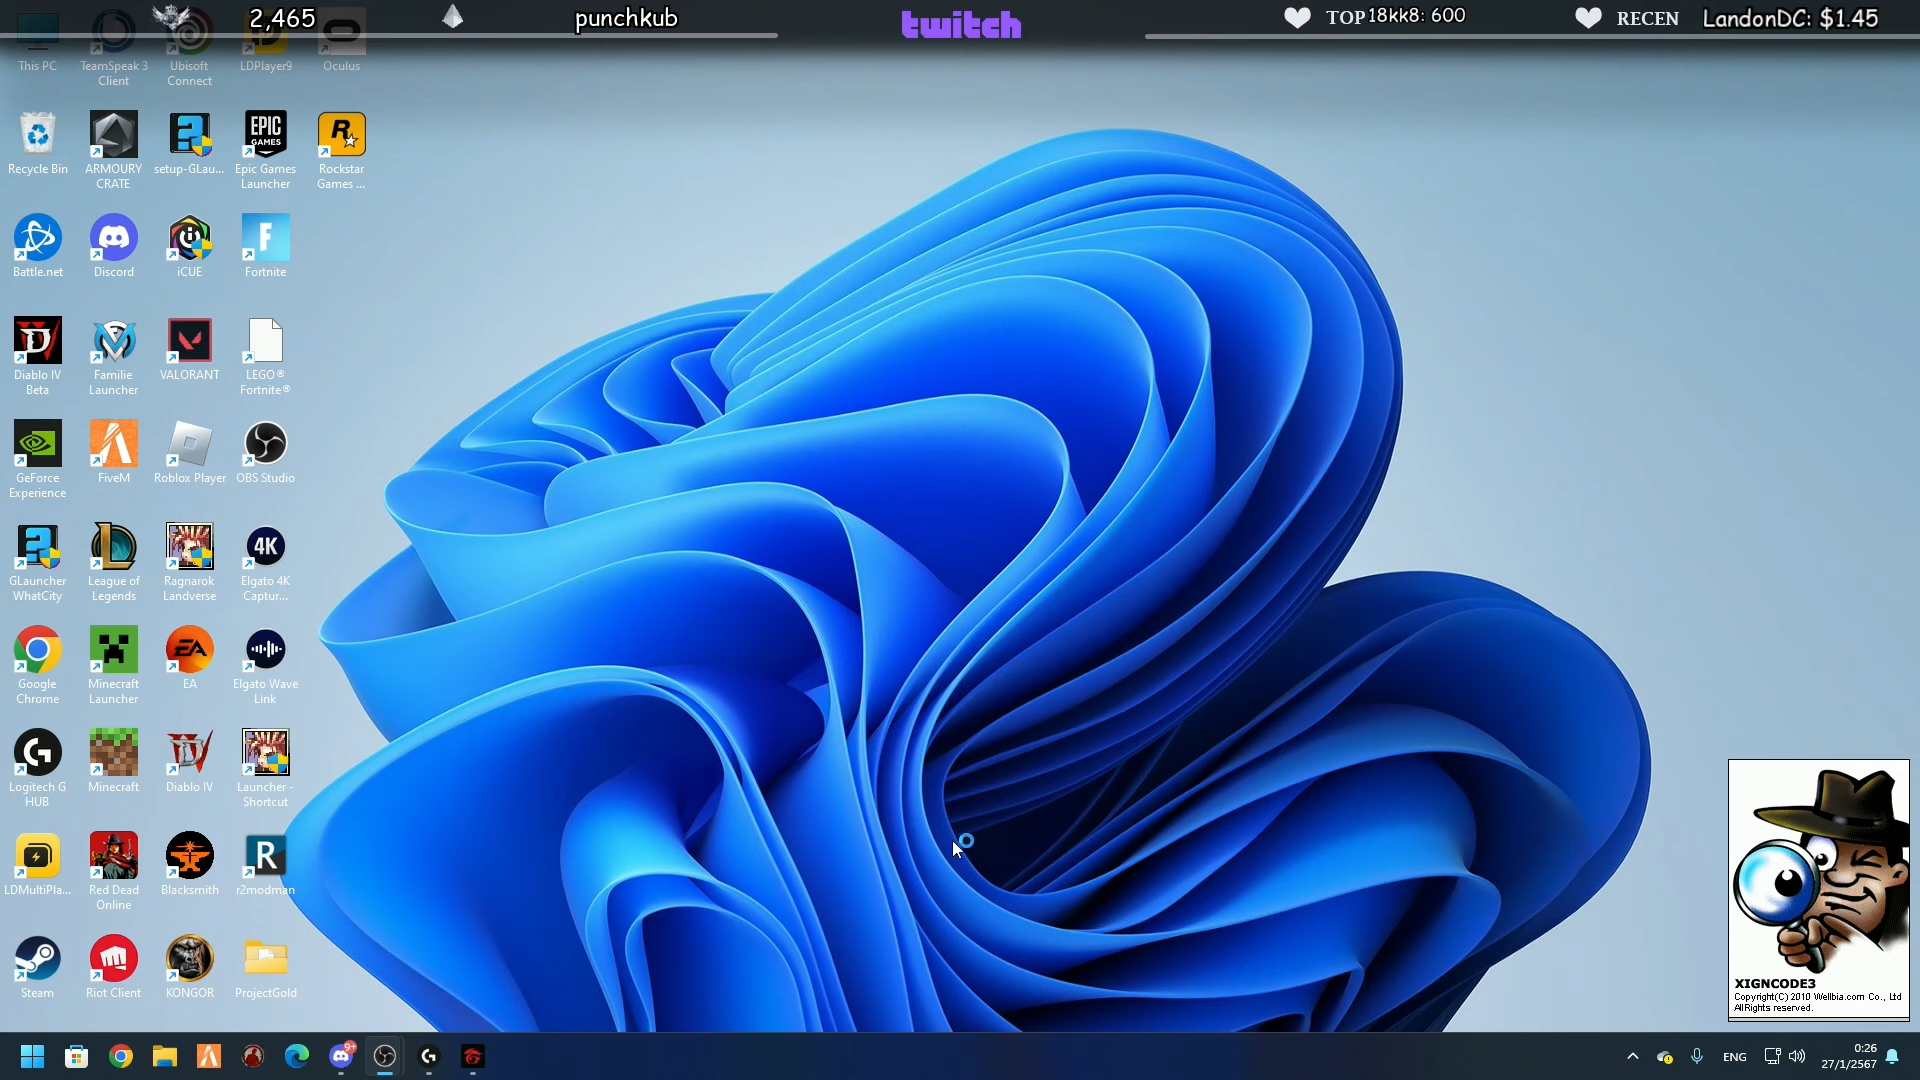 2,465
punchkub
twitch
TOP 18kk8: 600
RECEN LandonDC: $1.45
This PC
TeamSpeak 3
Client
Ubisoft
Connect
LDPlayer9
Oculus
Recycle Bin
ARMOURY
CRATE
setup-GLau...
EPIC
GAMES
Epic Games
Launcher
Rockstar
Games ...
Battle.net
Discord
iCUE
Fortnite
Diablo IV
Beta
Familie
Launcher
VALORANT
LEGO®
Fortnite®
GeForce
Experience
FiveM
Roblox Player
OBS Studio
GLauncher
WhatCity
League of
Legends
Ragnarok
Landverse
4K
Elgato 4K
Captur...
Google
Chrome
Minecraft
Launcher
EA
EA
Elgato Wave
Link
Logitech G
HUB
Minecraft
Diablo IV
Launcher -
Shortcut
LDMultiPla...
Red Dead
Online
Blacksmith
R
r2modman
Steam
Riot Client
KONGOR
ProjectGold
XIGNCODE3
Copyright(C) 2010 Wellbia.com Co., Ltd
AllRights reserved.
9+
ENG
0:26
27/1/2567